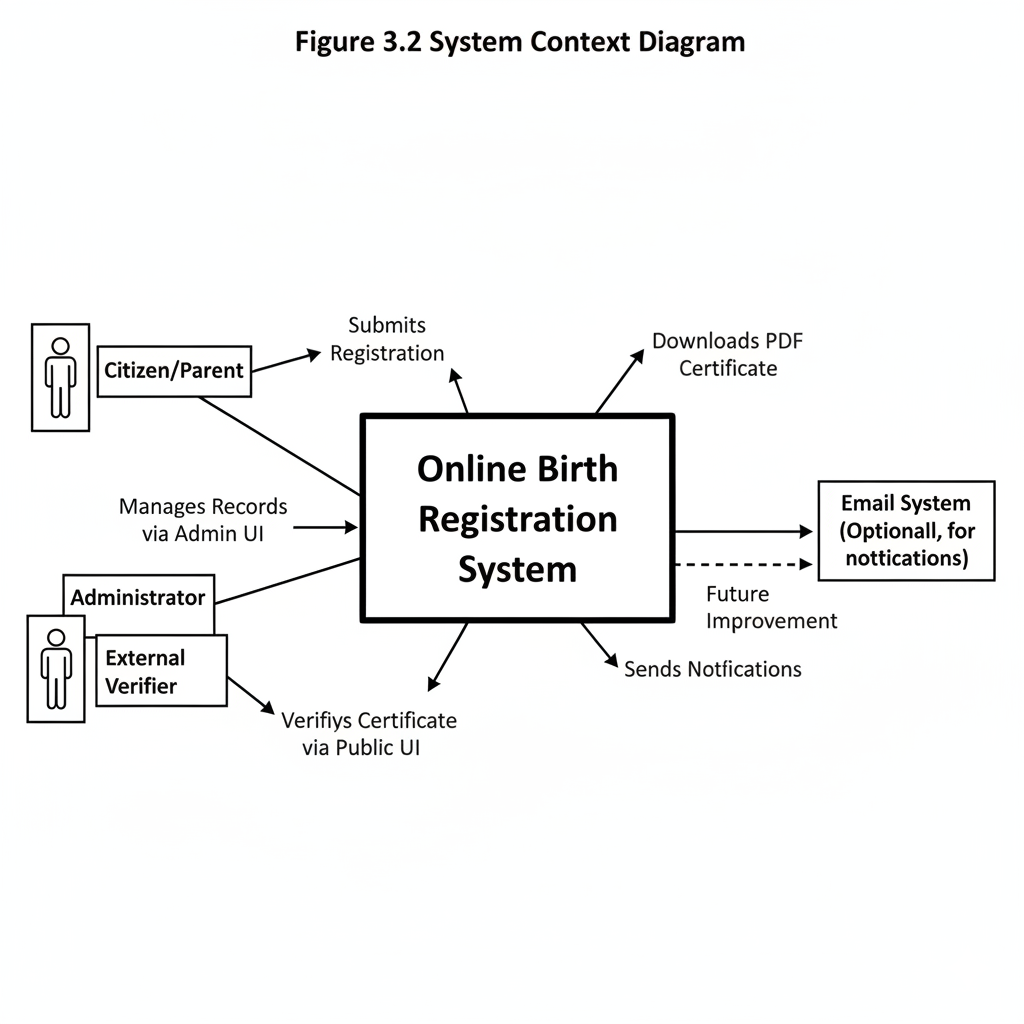 Figure 3.2 System Context Diagram
Submits
Registration
Downloads PDF
Certificate
Citizen/Parent
Manages Records
via Admin UI
Online Birth
Registration
System
Email System
(Optionall, for
nottications)
Future
Improvement
Administrator
External
Verifier
Sends Notfications
Verifiys Certificate
via Public UI